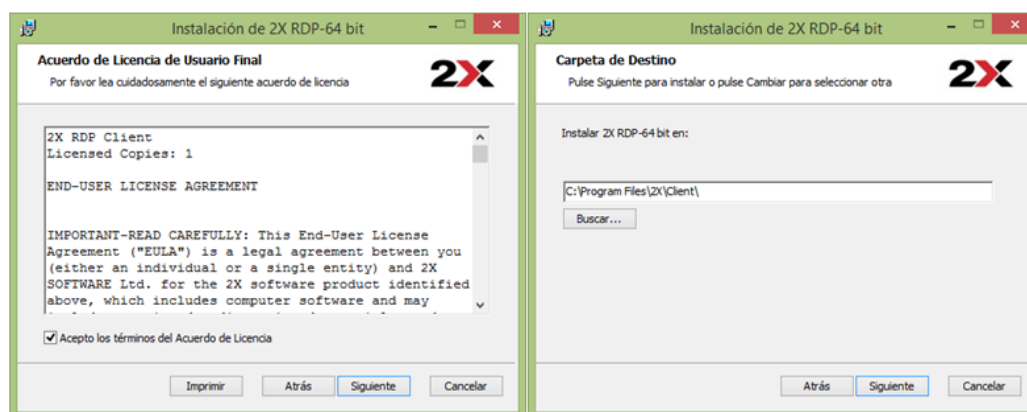 Instalación de 2X RDP-64 bit
Acuerdo de Licencia de Usuario Final
Por favor lea cuidadosamente el siguiente acuerdo de licencia
2X
2X RDP Client
Licensed Copies: 1
END-USER LICENSE AGREEMENT
IMPORTANT-READ CAREFULLY: This End-User License
Agreement ("EULA") is a legal agreement between you
(either an individual or a single entity) and 2X
SOFTWARE Ltd. for the 2X software product identified
above, which includes computer software and may
Acepto los términos del Acuerdo de Licencia
Imprimir
Atrás
Siguiente
Cancelar
Instalación de 2X RDP-64 bit
Carpeta de Destino
Pulse Siguiente para instalar o pulse Cambiar para seleccionar otra
2X
Instalar 2X RDP-64 bit en:
C:\Program Files\2X\Client\
Buscar...
Atrás
Siguiente
Cancelar